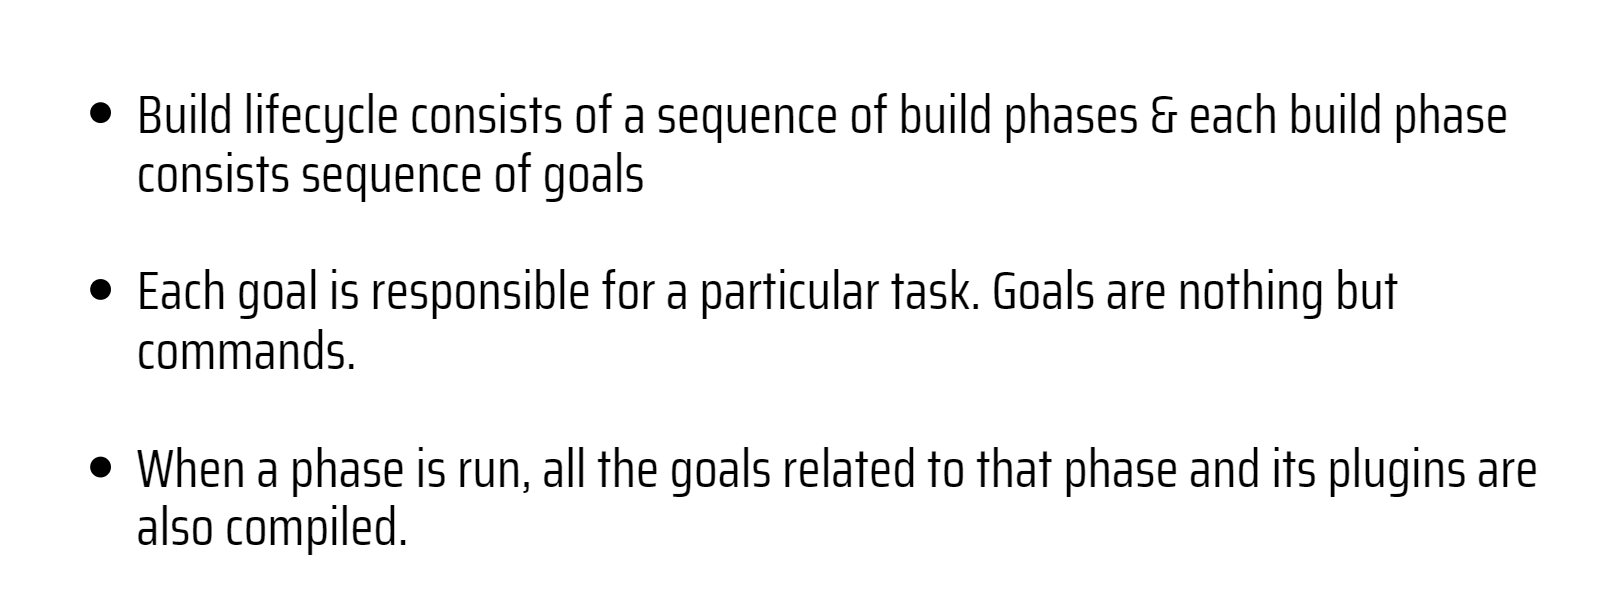 • Build lifecycle consists of a sequence of build phases & each build phase
consists sequence of goals
• Each goal is responsible for a particular task. Goals are nothing but
commands.
• When a phase is run, all the goals related to that phase and its plugins are
also compiled.